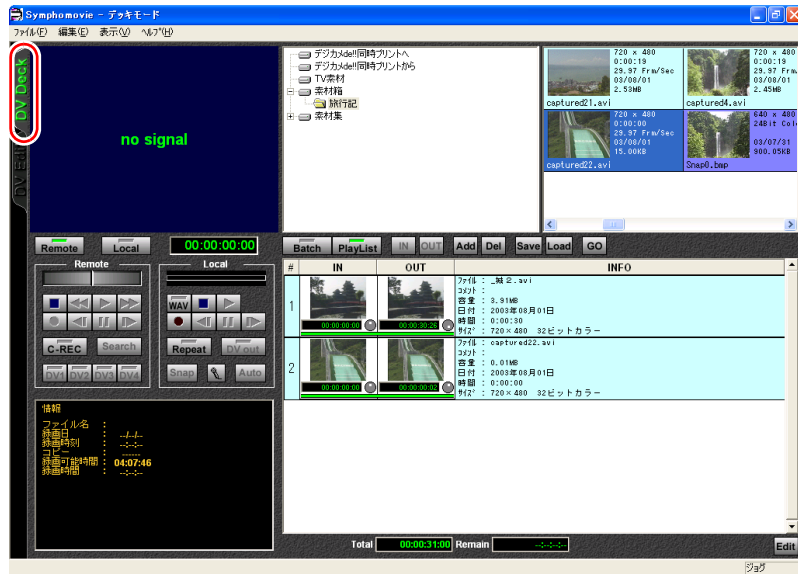 Symphomovie - デッキモード
ファイル(F) 編集(E) 表示(V) ヘルプ(H)
DV Deck
DV Edit
no signal
デジカメde!!同時プリントへ
デジカメde!!同時プリントから
TV素材
素材箱
旅行記
素材集
720 x 480
0:00:19
29.97 Frm/Sec
03/08/01
2.53MB
captured21.avi
720 x 480
0:00:19
29.97 Frm
03/08/01
2.45MB
captured4.avi
720 x 480
0:00:00
29.97 Frm/Sec
03/08/01
15.00KB
captured22.avi
640 x 480
24Bit Col
03/07/31
900.05KB
Snap0.bmp
Remote Local 00:00:00:00
Batch PlayList IN OUT Add Del Save Load GO
Remote
Local
WAV
C-REC Search
Repeat DV out
DV1 DV2 DV3 DV4
Snap Auto
# IN OUT INFO
1
00:00:00:00 00:00:30:26
ファイル : _城２.avi
コメント :
容量 : 3.91MB
日付 : 2003年08月01日
時間 : 0:00:30
サイズ : 720×480 32ビットカラー
2
00:00:00:00 00:00:00:02
ファイル : captured22.avi
コメント :
容量 : 0.01MB
日付 : 2003年08月01日
時間 : 0:00:00
サイズ : 720×480 32ビットカラー
情報
ファイル名 :
録画日 : --/--/--
録画時刻 : --:--:--
コピー : ------
録画可能時間 : 04:07:46
録画時間 : --:--:--
Total 00:00:31:00 Remain --:--:--:--
Edit
ジョグ